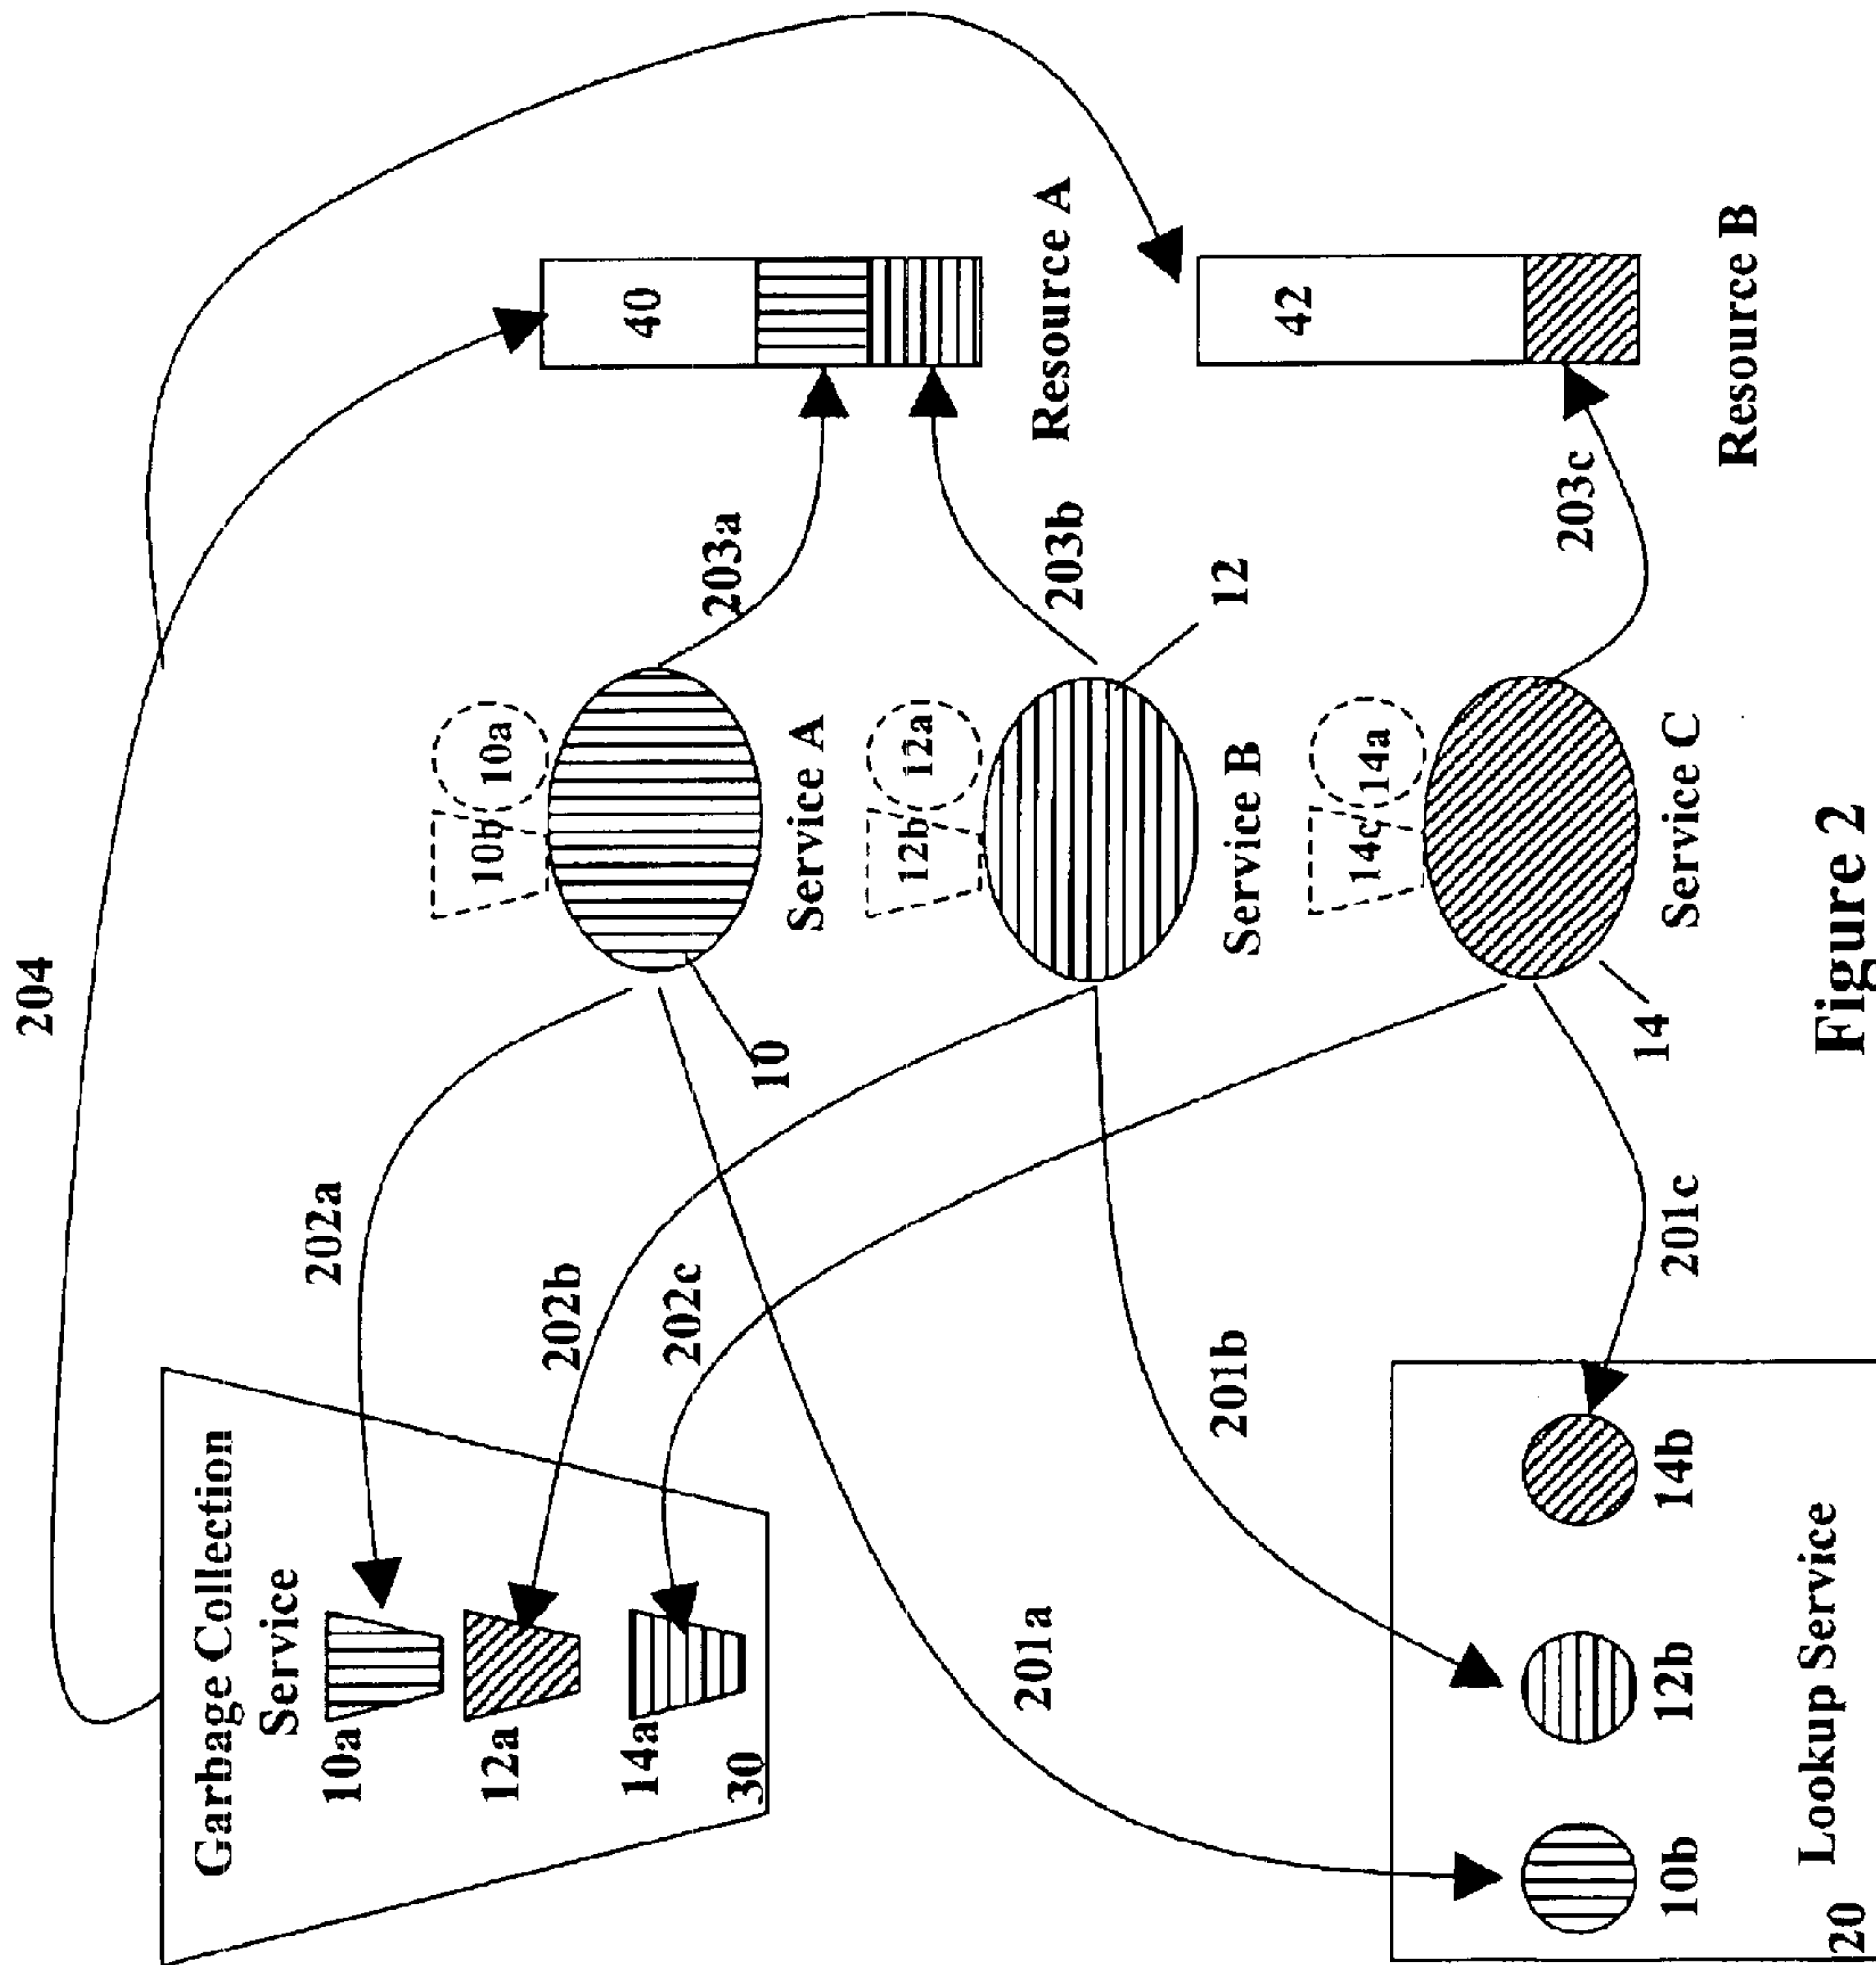 204
Garbage Collection
Service
10a
12a
14a
30
202a
202b
202c
10b
10a
Service A
10
12b
12a
Service B
12
14c
14a
Service C
14
203a
203b
203c
40
Resource A
42
Resource B
201a
201b
201c
10b
12b
14b
20
Lookup Service
Figure 2